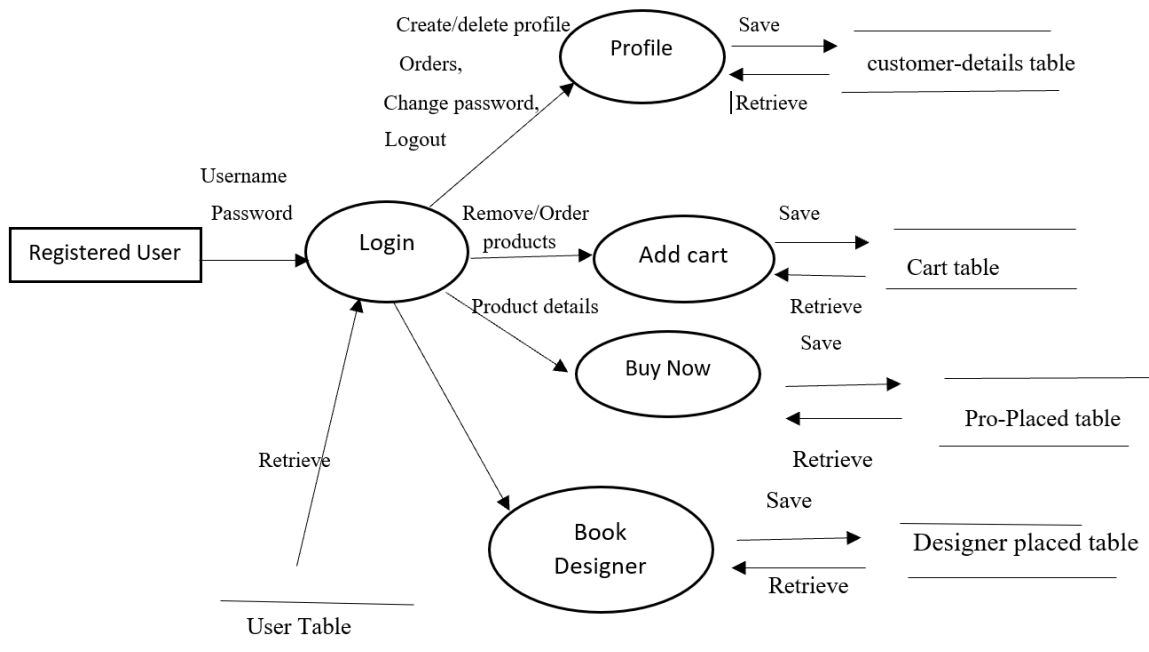 Create/delete profile
Orders,
Change password,
Logout
Profile
Save
Retrieve
customer-details table
Username
Password
Registered User
Login
Remove/Order
products
Add cart
Save
Retrieve
Cart table
Product details
Buy Now
Save
Retrieve
Pro-Placed table
Retrieve
Book
Designer
Save
Retrieve
Designer placed table
User Table